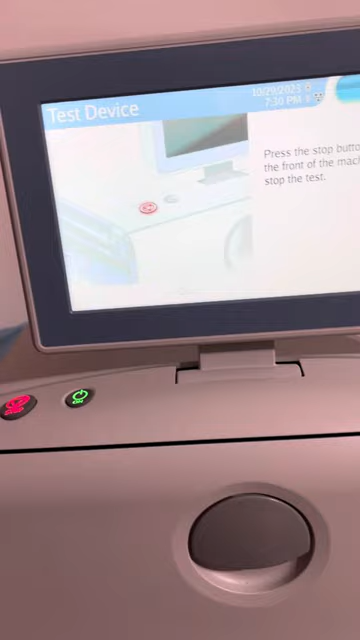 Test Device
10/29/2023
7:30 PM
Press the stop butto
the front of the mach
stop the test.